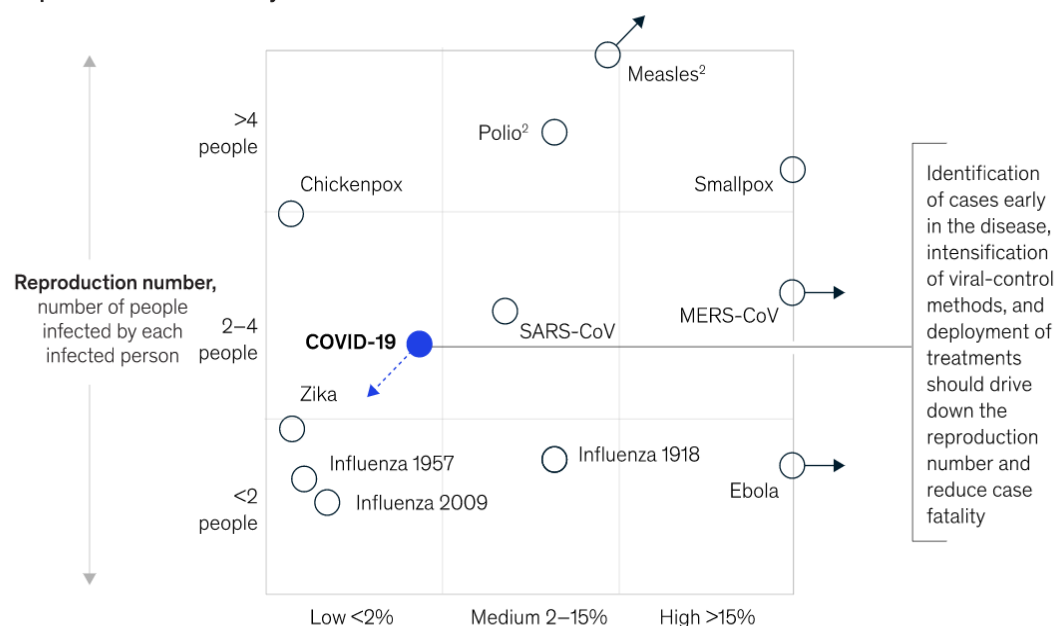 >4
people
Measles²
Polio²
Chickenpox
Smallpox
Reproduction number,
number of people
infected by each
infected person
2–4
people
COVID-19
SARS-CoV
MERS-CoV
Zika
Influenza 1957
Influenza 2009
Influenza 1918
Ebola
<2
people
Low <2%
Medium 2–15%
High >15%
Identification
of cases early
in the disease,
intensification
of viral-control
methods, and
deployment of
treatments
should drive
down the
reproduction
number and
reduce case
fatality